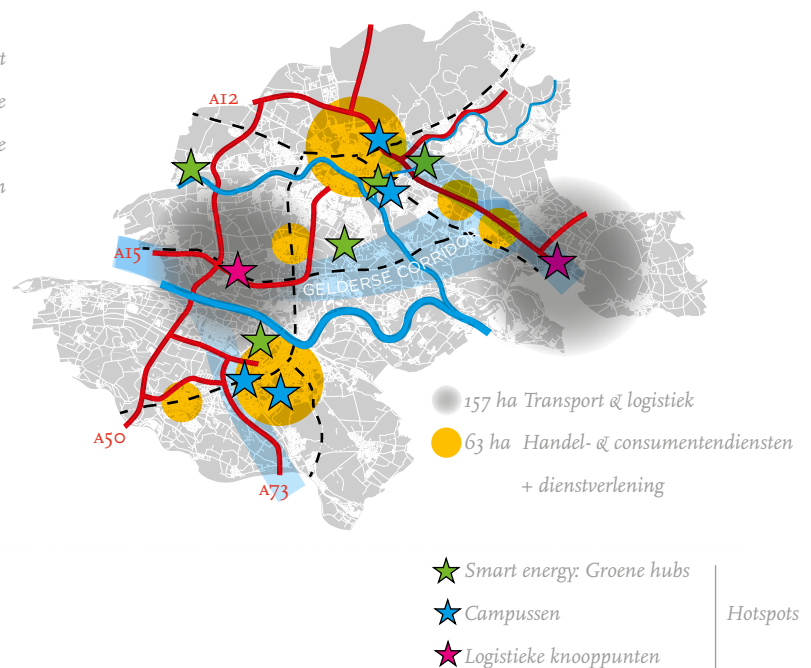 t
e
A12
e
n
A15
GELDERSE CORRIDOR
157 ha Transport & logistiek
63 ha Handel- & consumentendiensten
A50
+ dienstverlening
A73
Smart energy: Groene hubs
Campussen
Hotspots
Logistieke knooppunten